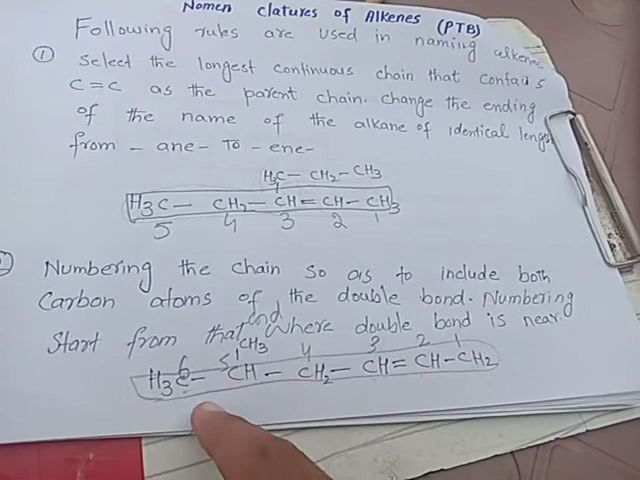 Nomen clatures of Alkenes (PTB)
Following rules are used in naming alkenes
① Select the longest continuous chain that contains
C=C as the parent chain. change the ending
of the name of the alkane of identical length
from - ane - To - ene -
H3C - CH2 - CH3
H3C - CH2 - CH = CH - CH3
5 4 3 2 1
Numbering the chain so as to include both
Carbon atoms of the double bond. Numbering
Start from that end where double bond is near.
CH3
6 5 4 3 2 1
H3C - CH - CH2 - CH = CH - CH2